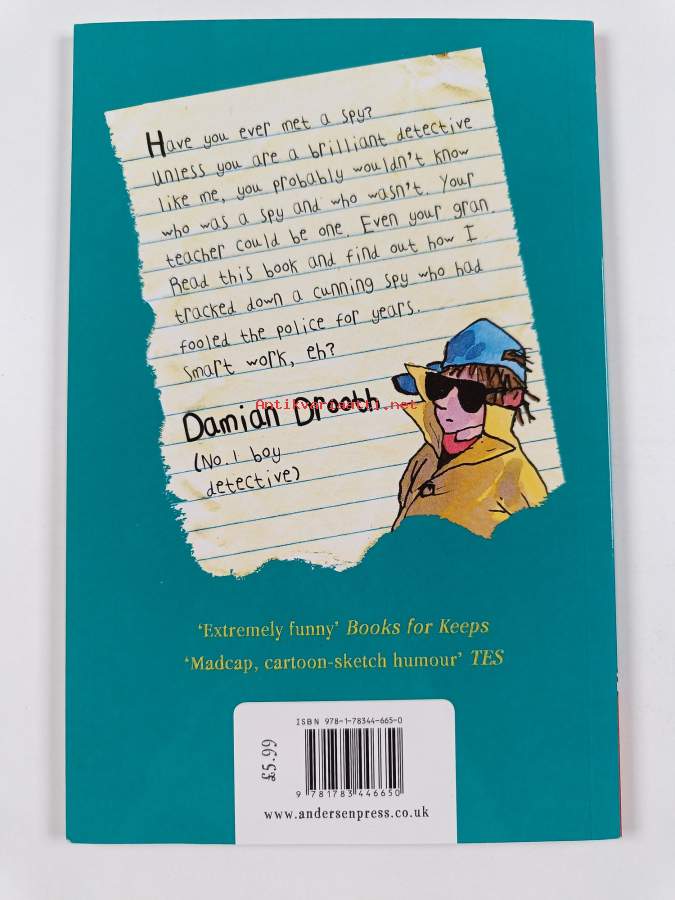 Have you ever met a spy?
Unless you are a brilliant detective
like me, you probably wouldn't know
who was a spy and who wasn't. Your
teacher could be one. Even your gran.
Read this book and find out how I
tracked down a cunning spy who had
fooled the police for years.
Smart work, eh?
Damian Drooth
Antikvariaatti.net
(No.1 boy
detective)
‘Extremely funny’ Books for Keeps
‘Madcap, cartoon-sketch humour’ TES
ISBN 978-1-78344-665-0
£5.99
9 781783 446650
www.andersenpress.co.uk